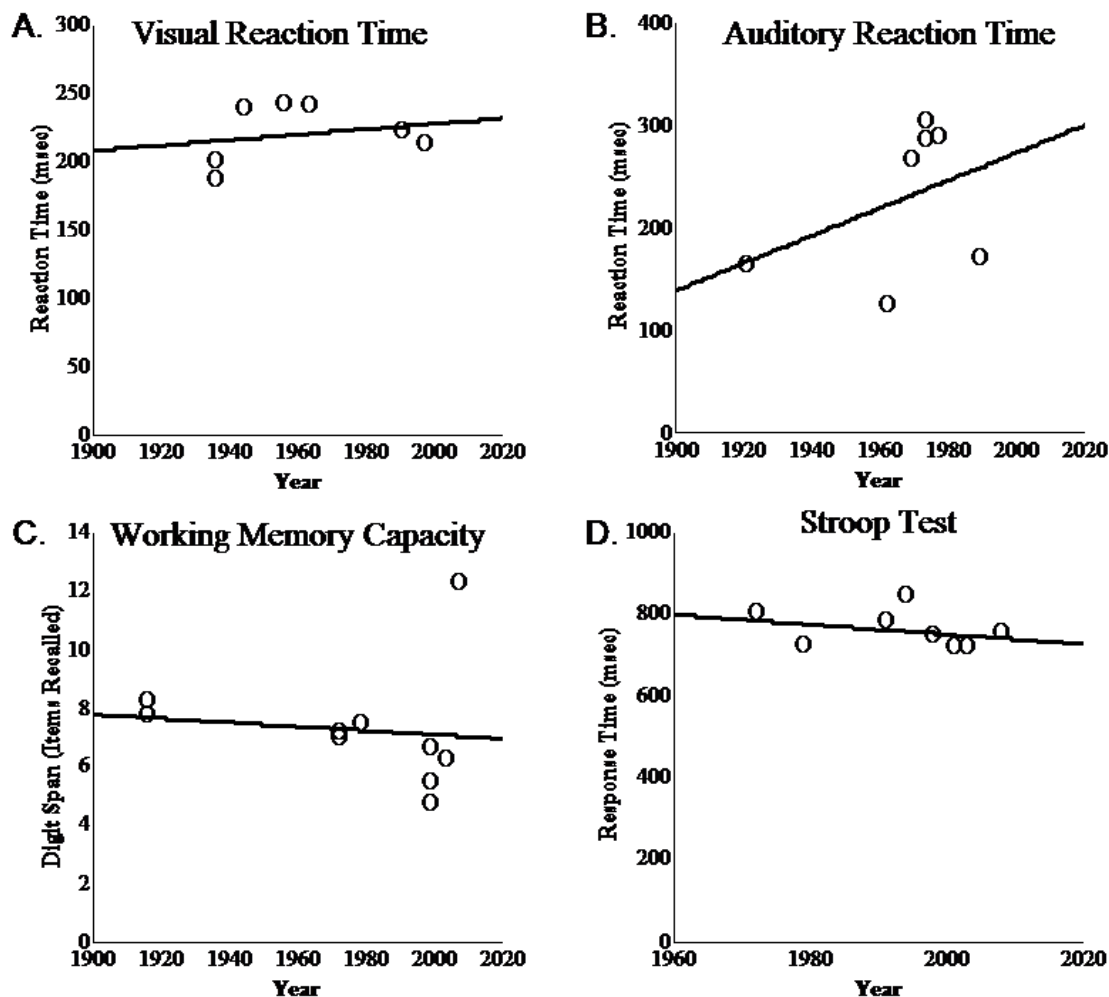 A. Visual Reaction Time
300
250
200
150
100
50
0
Reaction Time (msec)
1900 1920 1940 1960 1980 2000 2020
Year
B. Auditory Reaction Time
400
300
200
100
0
Reaction Time (msec)
1900 1920 1940 1960 1980 2000 2020
Year
C. Working Memory Capacity
14
12
10
8
6
4
2
0
Digit Span (Items Recalled)
1900 1920 1940 1960 1980 2000 2020
Year
D. Stroop Test
1000
800
600
400
200
0
Response Time (msec)
1960 1980 2000 2020
Year